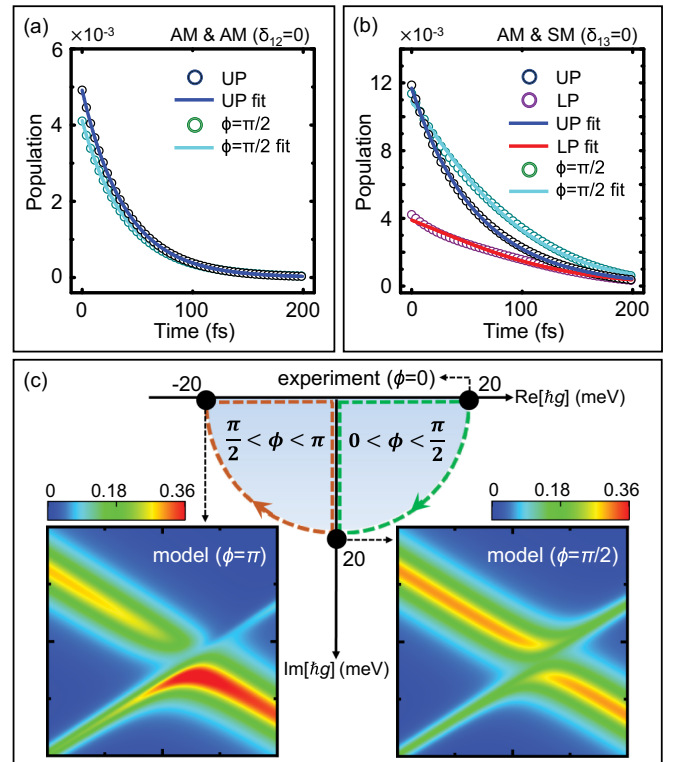 (a)
×10⁻³ AM & AM (δ₁₂=0)
6
4
2
0
Population
UP
UP fit
ϕ=π/2
ϕ=π/2 fit
0 100 200
Time (fs)
(b)
×10⁻³ AM & SM (δ₁₃=0)
12
8
4
0
Population
UP
LP
UP fit
LP fit
ϕ=π/2
ϕ=π/2 fit
0 100 200
Time (fs)
(c)
-20 experiment (ϕ=0) 20
Re[ℏg] (meV)
π/2 < ϕ < π 0 < ϕ < π/2
0 0.18 0.36
0 0.18 0.36
20
model (ϕ=π)
model (ϕ=π/2)
Im[ℏg] (meV)